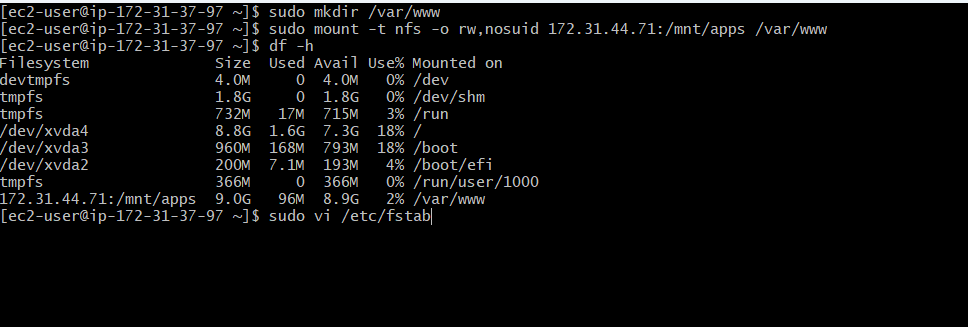 [ec2-user@ip-172-31-37-97 ~]$ sudo mkdir /var/www
[ec2-user@ip-172-31-37-97 ~]$ sudo mount -t nfs -o rw,nosuid 172.31.44.71:/mnt/apps /var/www
[ec2-user@ip-172-31-37-97 ~]$ df -h
Filesystem              Size  Used Avail Use% Mounted on
devtmpfs                4.0M     0  4.0M   0% /dev
tmpfs                   1.8G     0  1.8G   0% /dev/shm
tmpfs                   732M   17M  715M   3% /run
/dev/xvda4              8.8G  1.6G  7.3G  18% /
/dev/xvda3              960M  168M  793M  18% /boot
/dev/xvda2              200M  7.1M  193M   4% /boot/efi
tmpfs                   366M     0  366M   0% /run/user/1000
172.31.44.71:/mnt/apps  9.0G   96M  8.9G   2% /var/www
[ec2-user@ip-172-31-37-97 ~]$ sudo vi /etc/fstab